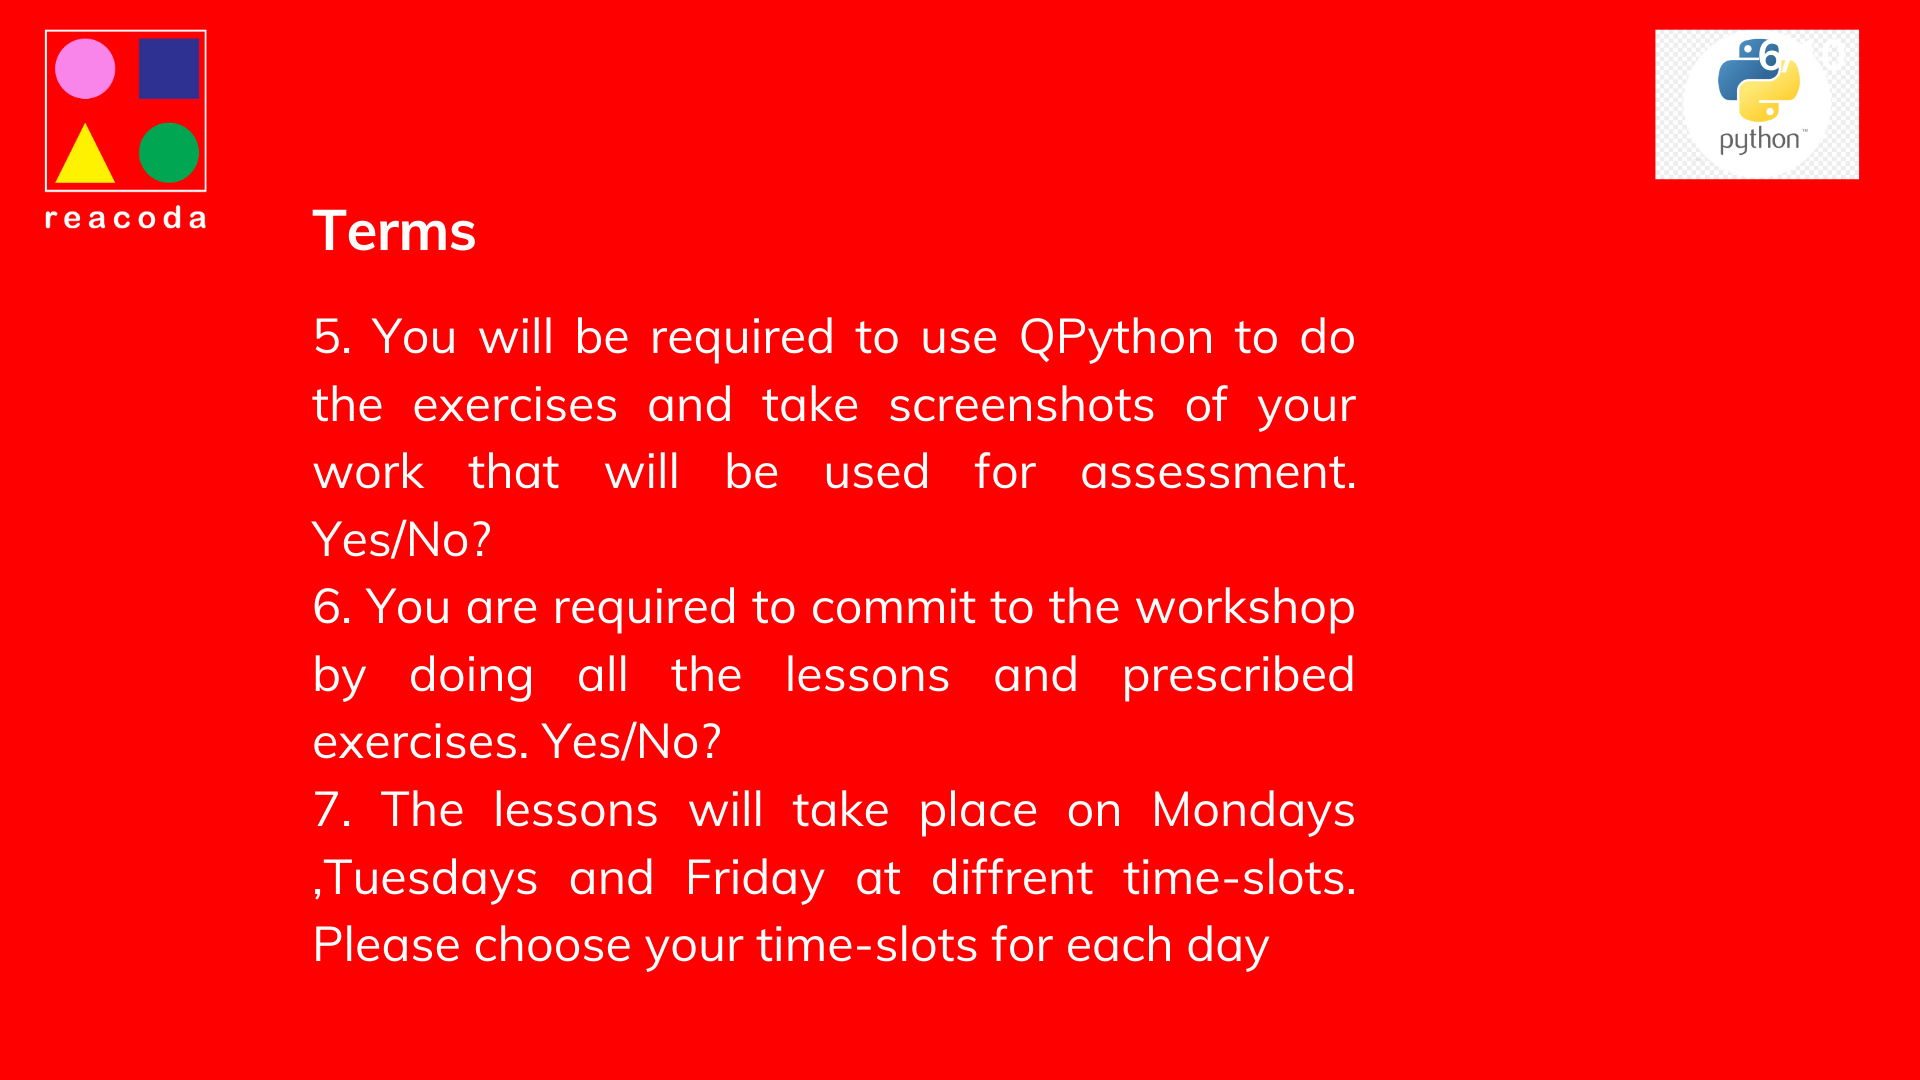 reacoda
python
Terms
5. You will be required to use QPython to do
the exercises and take screenshots of your
work that will be used for assessment.
Yes/No?
6. You are required to commit to the workshop
by doing all the lessons and prescribed
exercises. Yes/No?
7. The lessons will take place on Mondays
,Tuesdays and Friday at diffrent time-slots.
Please choose your time-slots for each day